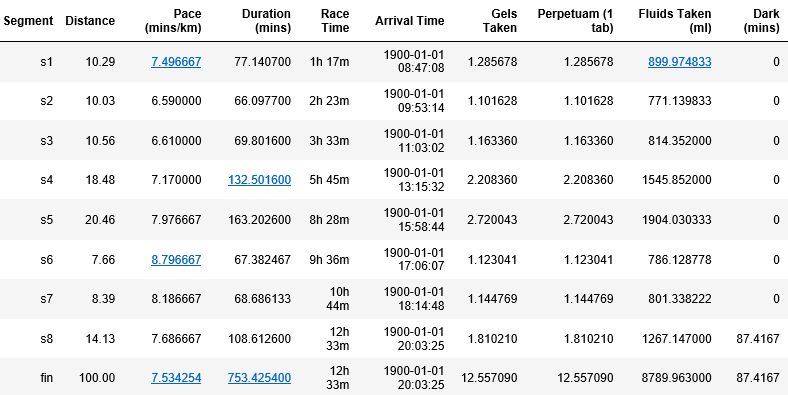 Segment Distance Pace (mins/km) Duration (mins) Race Time Arrival Time Gels Taken Perpetuam (1 tab) Fluids Taken (ml) Dark (mins)
s1 10.29 7.496667 77.140700 1h 17m 1900-01-01 08:47:08 1.285678 1.285678 899.974833 0
s2 10.03 6.590000 66.097700 2h 23m 1900-01-01 09:53:14 1.101628 1.101628 771.139833 0
s3 10.56 6.610000 69.801600 3h 33m 1900-01-01 11:03:02 1.163360 1.163360 814.352000 0
s4 18.48 7.170000 132.501600 5h 45m 1900-01-01 13:15:32 2.208360 2.208360 1545.852000 0
s5 20.46 7.976667 163.202600 8h 28m 1900-01-01 15:58:44 2.720043 2.720043 1904.030333 0
s6 7.66 8.796667 67.382467 9h 36m 1900-01-01 17:06:07 1.123041 1.123041 786.128778 0
s7 8.39 8.186667 68.686133 10h 44m 1900-01-01 18:14:48 1.144769 1.144769 801.338222 0
s8 14.13 7.686667 108.612600 12h 33m 1900-01-01 20:03:25 1.810210 1.810210 1267.147000 87.4167
fin 100.00 7.534254 753.425400 12h 33m 1900-01-01 20:03:25 12.557090 12.557090 8789.963000 87.4167